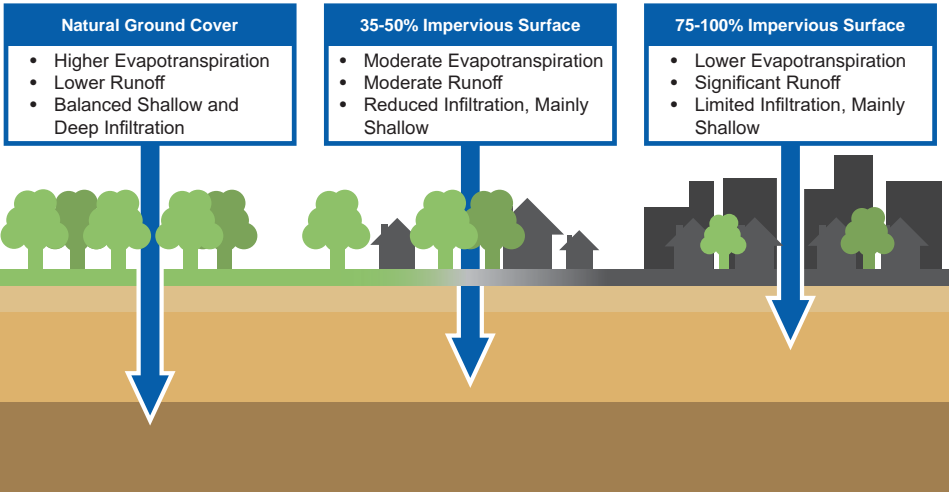 Natural Ground Cover
• Higher Evapotranspiration
• Lower Runoff
• Balanced Shallow and
Deep Infiltration
35-50% Impervious Surface
• Moderate Evapotranspiration
• Moderate Runoff
• Reduced Infiltration, Mainly
Shallow
75-100% Impervious Surface
• Lower Evapotranspiration
• Significant Runoff
• Limited Infiltration, Mainly
Shallow